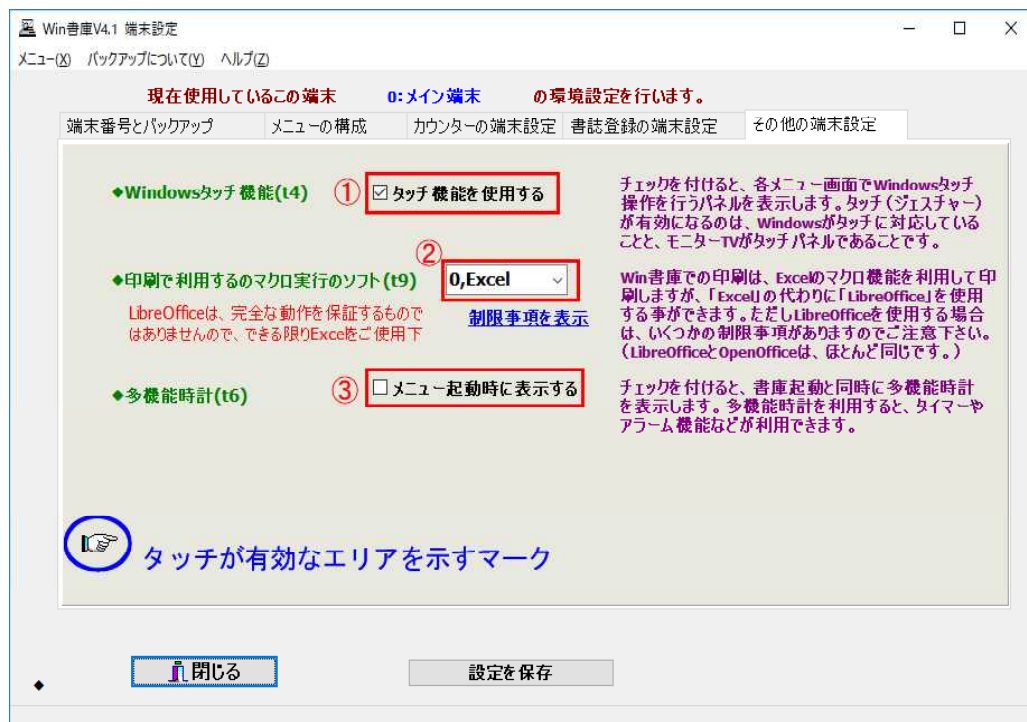 Win書庫V4.1 端末設定
メニュー(X) バックアップについて(Y) ヘルプ(Z)
現在使用しているこの端末 0:メイン端末 の環境設定を行います。
端末番号とバックアップ メニューの構成 カウンターの端末設定 書誌登録の端末設定 その他の端末設定
◆Windowsタッチ機能(t4) ① タッチ機能を使用する
チェックを付けると、各メニュー画面でWindowsタッチ
操作を行うパネルを表示します。タッチ(ジェスチャー)
が有効になるのは、Windowsがタッチに対応している
ことと、モニターTVがタッチパネルであることです。
②
◆印刷で利用するのマクロ実行のソフト(t9) 0,Excel
LibreOfficeは、完全な動作を保証するもので
はありませんので、できる限りExcelをご使用下
制限事項を表示
Win書庫での印刷は、Excelのマクロ機能を利用して印
刷しますが、「Excel」の代わりに「LibreOffice」を使用
する事ができます。ただしLibreOfficeを使用する場合
は、いくつかの制限事項がありますのでご注意下さい。
(LibreOfficeとOpenOfficeは、ほとんど同じです。)
◆多機能時計(t6) ③ メニュー起動時に表示する
チェックを付けると、書庫起動と同時に多機能時計
を表示します。多機能時計を利用すると、タイマーや
アラーム機能などが利用できます。
タッチが有効なエリアを示すマーク
閉じる 設定を保存